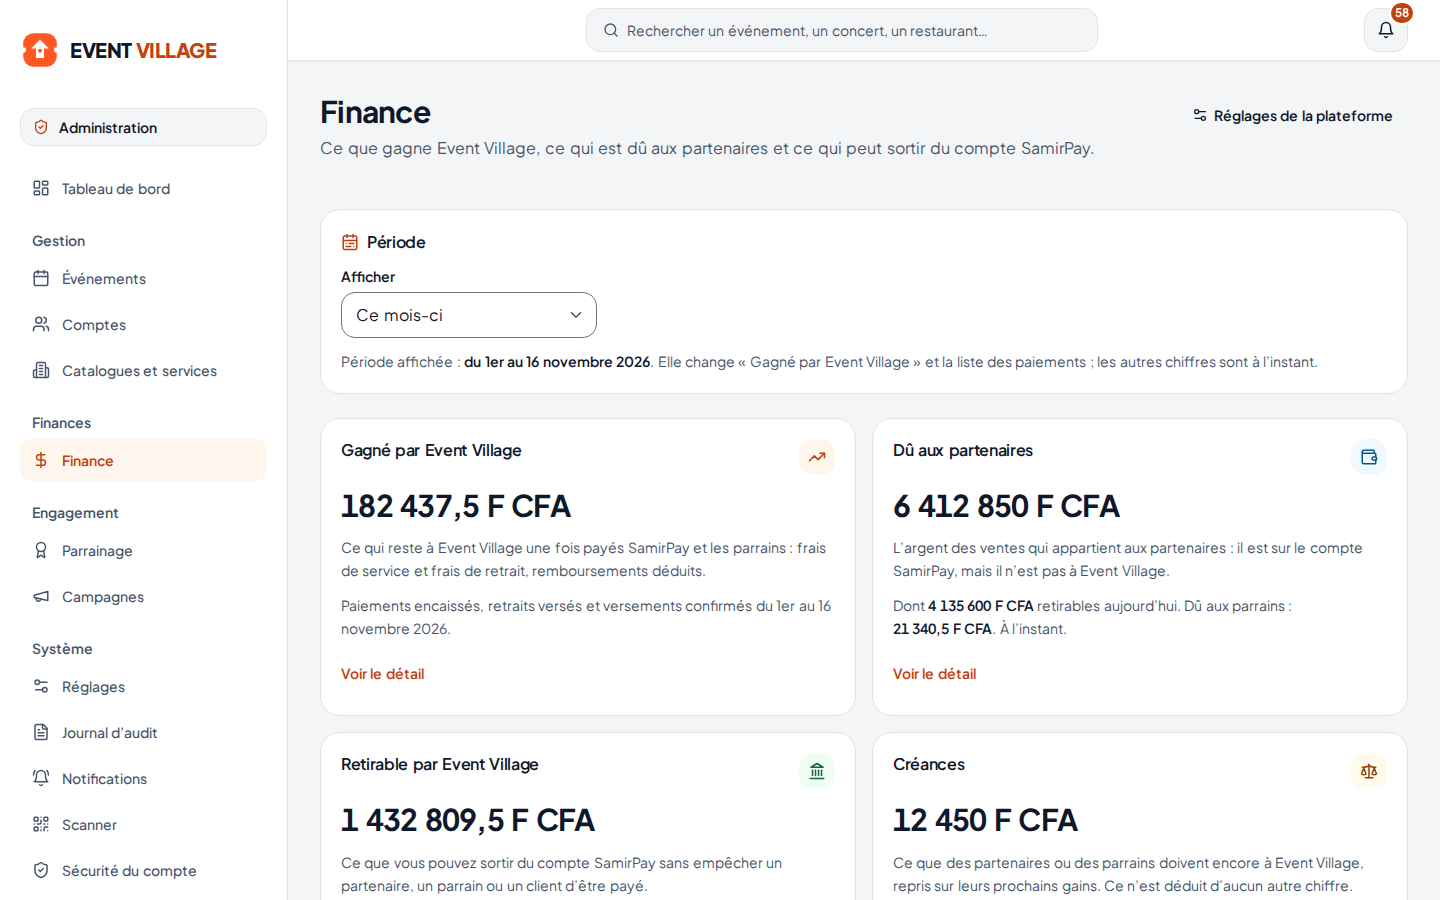 EVENT VILLAGE
Rechercher un événement, un concert, un restaurant...
58
Administration
Tableau de bord
Gestion
Événements
Comptes
Catalogues et services
Finances
Finance
Engagement
Parrainage
Campagnes
Système
Réglages
Journal d’audit
Notifications
Scanner
Sécurité du compte
Finance
Réglages de la plateforme
Ce que gagne Event Village, ce qui est dû aux partenaires et ce qui peut sortir du compte SamirPay.
Période
Afficher
Ce mois-ci
Période affichée : du 1er au 16 novembre 2026. Elle change « Gagné par Event Village » et la liste des paiements ; les autres chiffres sont à l’instant.
Gagné par Event Village
182 437,5 F CFA
Ce qui reste à Event Village une fois payés SamirPay et les parrains : frais
de service et frais de retrait, remboursements déduits.
Paiements encaissés, retraits versés et versements confirmés du 1er au 16
novembre 2026.
Voir le détail
Dû aux partenaires
6 412 850 F CFA
L’argent des ventes qui appartient aux partenaires : il est sur le compte
SamirPay, mais il n’est pas à Event Village.
Dont 4 135 600 F CFA retirables aujourd’hui. Dû aux parrains :
21 340,5 F CFA. À l’instant.
Voir le détail
Retirable par Event Village
1 432 809,5 F CFA
Ce que vous pouvez sortir du compte SamirPay sans empêcher un
partenaire, un parrain ou un client d’être payé.
Créances
12 450 F CFA
Ce que des partenaires ou des parrains doivent encore à Event Village,
repris sur leurs prochains gains. Ce n’est déduit d’aucun autre chiffre.